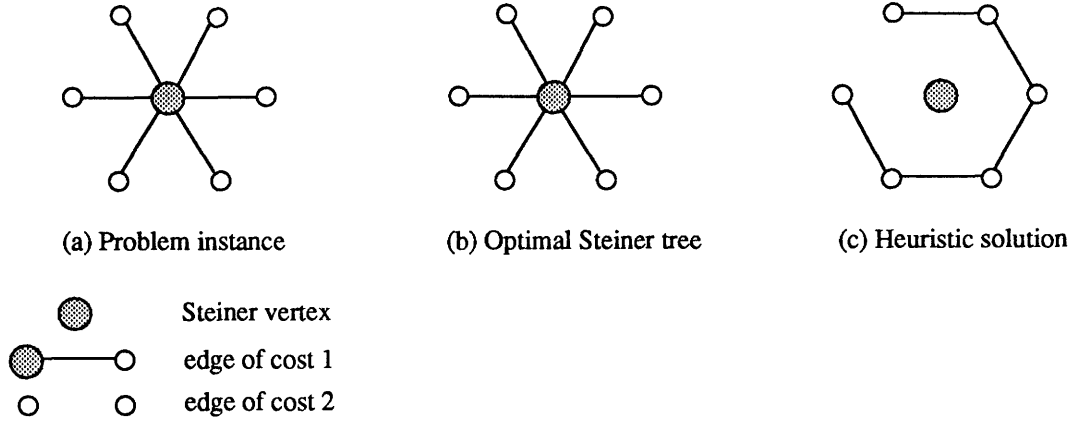 (a) Problem instance
(b) Optimal Steiner tree
(c) Heuristic solution
Steiner vertex
edge of cost 1
edge of cost 2